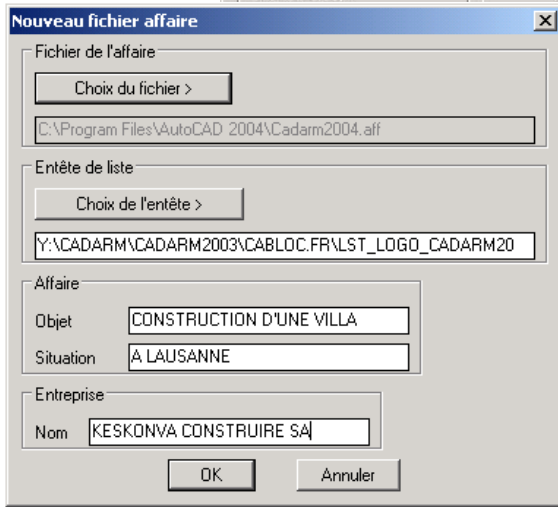 Nouveau fichier affaire
Fichier de l'affaire
Choix du fichier >
C:\Program Files\AutoCAD 2004\Cadarm2004.aff
Entête de liste
Choix de l'entête >
Y:\CADARM\CADARM2003\CABLOC.FR\LST_LOGO_CADARM20
Affaire
Objet CONSTRUCTION D'UNE VILLA
Situation A LAUSANNE
Entreprise
Nom KESKONVA CONSTRUIRE SA
OK Annuler